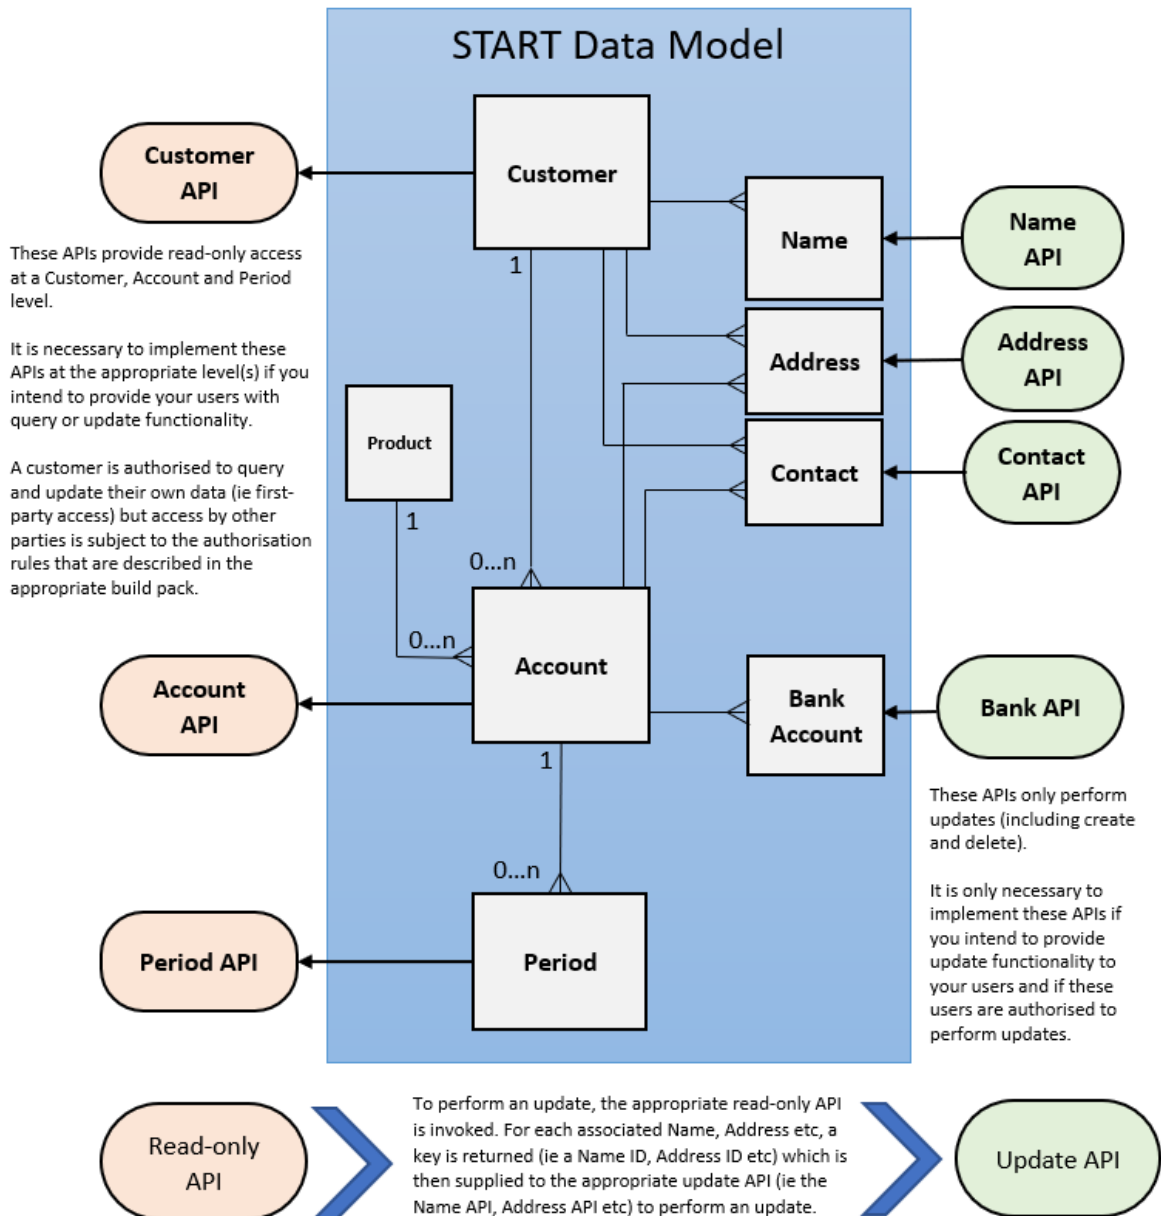 START Data Model
Customer
API
Customer
Name
Name
API
These APIs provide read-only access
at a Customer, Account and Period
level.
It is necessary to implement these
APIs at the appropriate level(s) if you
intend to provide your users with
query or update functionality.
A customer is authorised to query
and update their own data (ie first-
party access) but access by other
parties is subject to the authorisation
rules that are described in the
appropriate build pack.
1
Address
Address
API
Product
Contact
Contact
API
1
0...n
0...n
Account
Account
API
Bank
Account
Bank API
1
These APIs only perform
updates (including create
and delete).
It is only necessary to
implement these APIs if
you intend to provide
update functionality to
your users and if these
users are authorised to
perform updates.
0...n
Period API
Period
Read-only
API
To perform an update, the appropriate read-only API
is invoked. For each associated Name, Address etc, a
key is returned (ie a Name ID, Address ID etc) which is
then supplied to the appropriate update API (ie the
Name API, Address API etc) to perform an update.
Update API